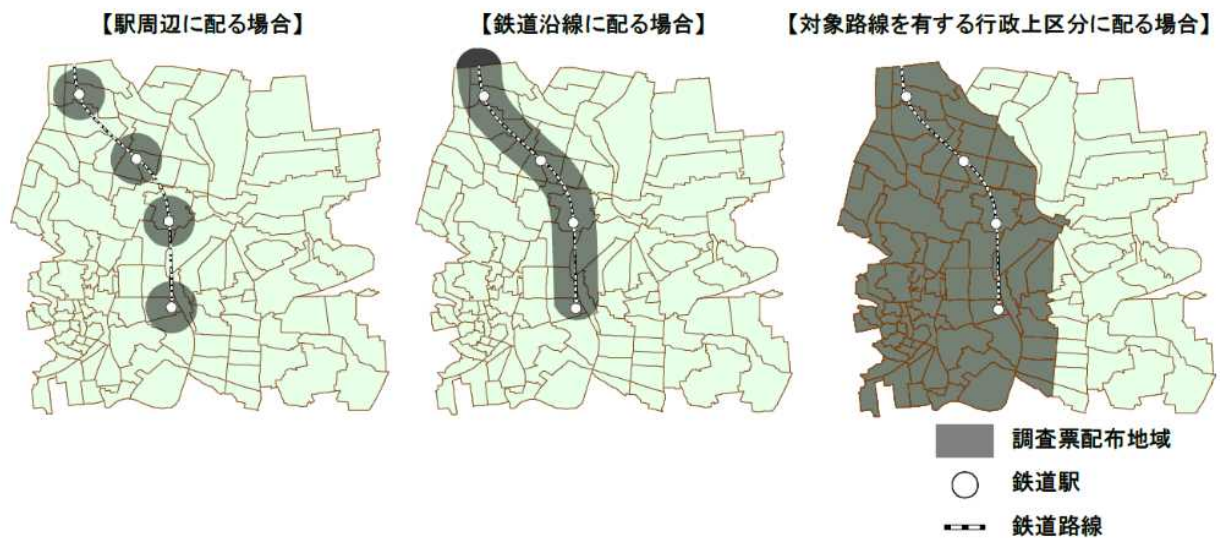 【駅周辺に配る場合】
【鉄道沿線に配る場合】
【対象路線を有する行政上区分に配る場合】
調査票配布地域
鉄道駅
鉄道路線